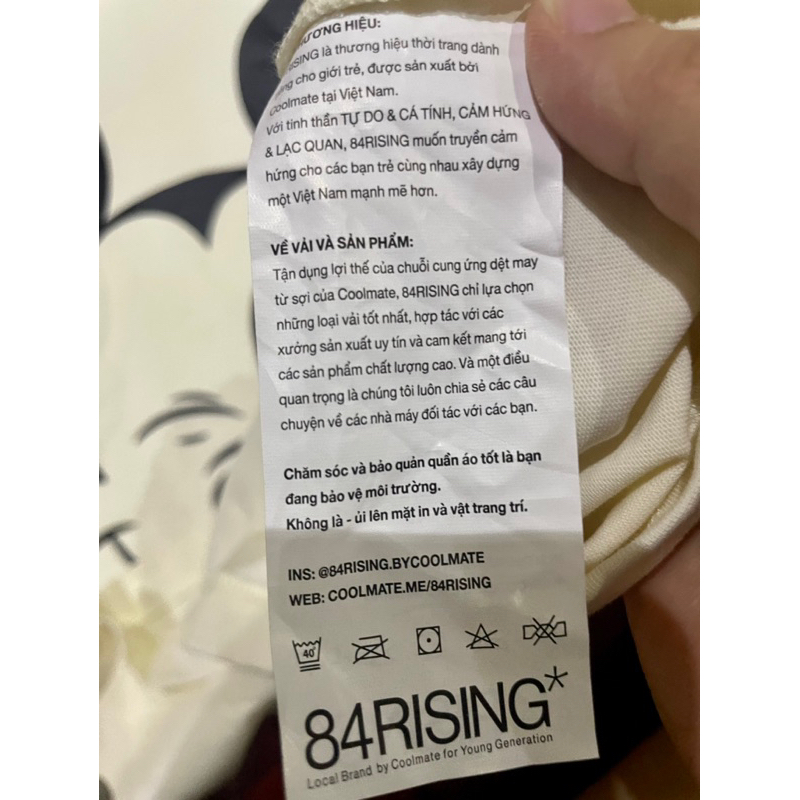 ƯƠNG HIỆU:
RISING là thương hiệu thời trang dành
cho giới trẻ, được sản xuất bởi
Coolmate tại Việt Nam.
Với tinh thần TỰ DO & CÁ TÍNH, CẢM HỨNG
& LẠC QUAN, 84RISING muốn truyền cảm
hứng cho các bạn trẻ cùng nhau xây dựng
một Việt Nam mạnh mẽ hơn.
VỀ VẢI VÀ SẢN PHẨM:
Tận dụng lợi thế của chuỗi cung ứng dệt may
từ sợi của Coolmate, 84RISING chỉ lựa chọn
những loại vải tốt nhất, hợp tác với các
xưởng sản xuất uy tín và cam kết mang tới
các sản phẩm chất lượng cao. Và một điều
quan trọng là chúng tôi luôn chia sẻ các câu
chuyện về các nhà máy đối tác với các bạn.
Chăm sóc và bảo quản quần áo tốt là bạn
đang bảo vệ môi trường.
Không là - ủi lên mặt in và vật trang trí.
INS: @84RISING.BYCOOLMATE
WEB: COOLMATE.ME/84RISING
40°
84RISING*
Local Brand by Coolmate for Young Generation